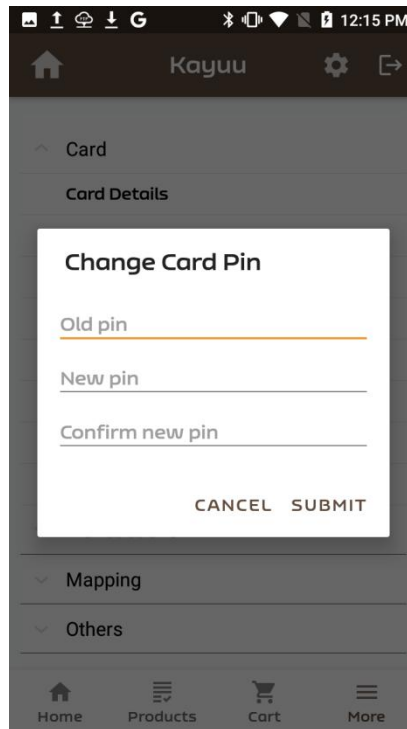 12:15 PM
Kayuu
Card
Card Details
Change Card Pin
Old pin
New pin
Confirm new pin
CANCEL SUBMIT
Mapping
Others
Home Products Cart More